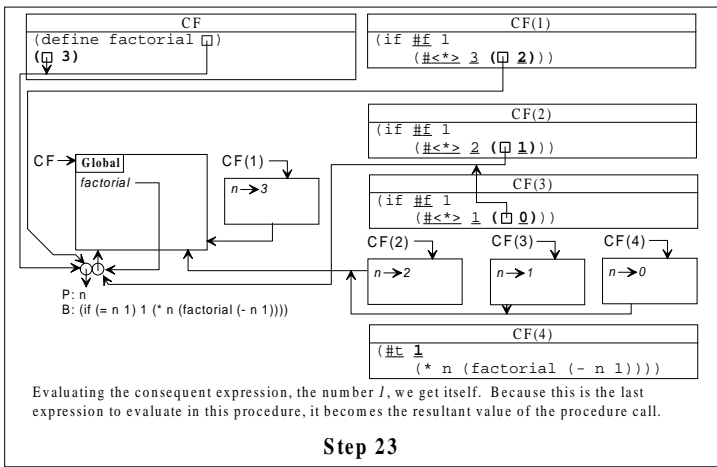 CF
(define factorial □)
(□ 3)
CF(1)
(if #f 1
(#<*> 3 (□ 2)))
CF(2)
(if #f 1
(#<*> 2 (□ 1)))
CF(3)
(if #f 1
(#<*> 1 (□ 0)))
CF
Global
factorial
CF(1)
n→3
CF(2)
n→2
CF(3)
n→1
CF(4)
n→0
P: n
B: (if (= n 1) 1 (* n (factorial (- n 1))))
CF(4)
(#t 1
(* n (factorial (- n 1))))
Evaluating the consequent expression, the number 1, we get itself. Because this is the last
expression to evaluate in this procedure, it becomes the resultant value of the procedure call.
Step 23